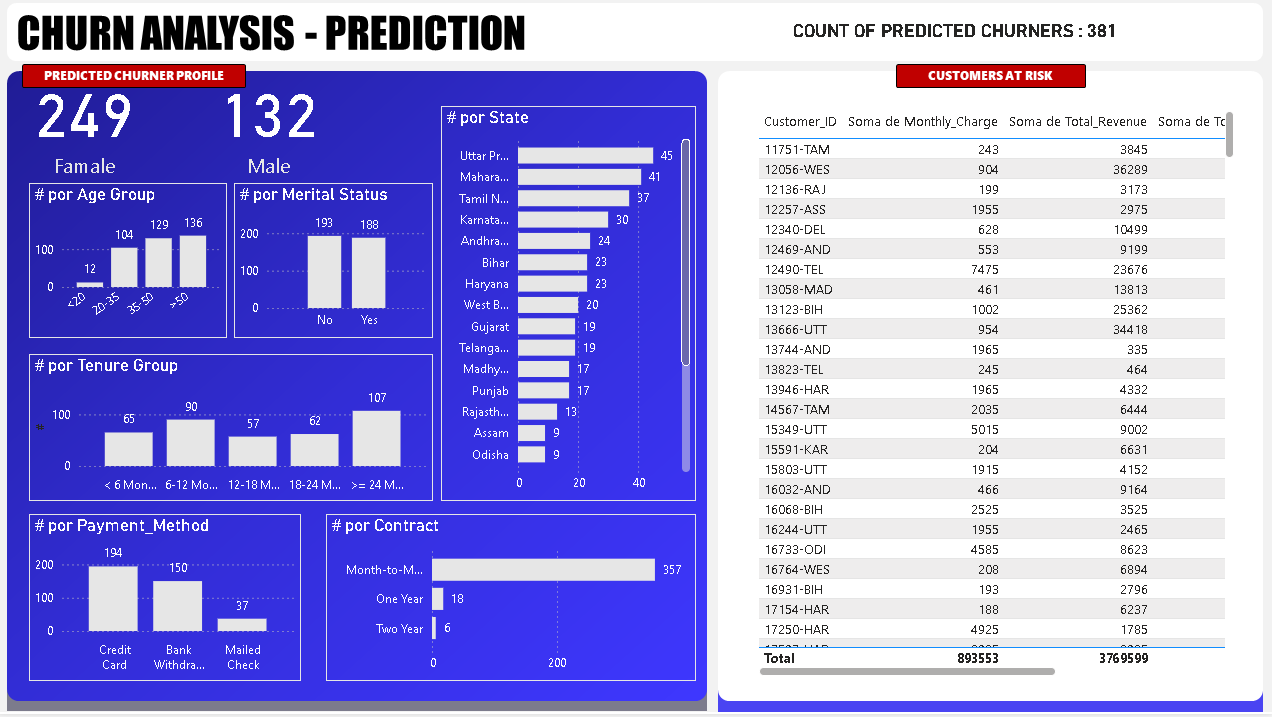 CHURN ANALYSIS - PREDICTION
COUNT OF PREDICTED CHURNERS : 381
PREDICTED CHURNER PROFILE
249
132
Famale
Male
# por Age Group
100
0
12
104
129
136
<20
20-35
35-50
>50
# por Merital Status
200
100
0
193
188
No
Yes
# por State
Uttar Pr... 45
Mahara... 41
Tamil N... 37
Karnata... 30
Andhra... 24
Bihar 23
Haryana 23
West B... 20
Gujarat 19
Telanga... 19
Madhy... 17
Punjab 17
Rajasth... 13
Assam 9
Odisha 9
0 20 40
# por Tenure Group
#
100
0
65
90
57
62
107
< 6 Mon...
6-12 Mo...
12-18 M...
18-24 M...
>= 24 M...
# por Payment_Method
200
100
0
194
150
37
Credit
Card
Bank
Withdra...
Mailed
Check
# por Contract
Month-to-M... 357
One Year 18
Two Year 6
0 200
CUSTOMERS AT RISK
Customer_ID Soma de Monthly_Charge Soma de Total_Revenue Soma de To
11751-TAM 243 3845
12056-WES 904 36289
12136-RAJ 199 3173
12257-ASS 1955 2975
12340-DEL 628 10499
12469-AND 553 9199
12490-TEL 7475 23676
13058-MAD 461 13813
13123-BIH 1002 25362
13666-UTT 954 34418
13744-AND 1965 335
13823-TEL 245 464
13946-HAR 1965 4332
14567-TAM 2035 6444
15349-UTT 5015 9002
15591-KAR 204 6631
15803-UTT 1915 4152
16032-AND 466 9164
16068-BIH 2525 3525
16244-UTT 1955 2465
16733-ODI 4585 8623
16764-WES 208 6894
16931-BIH 193 2796
17154-HAR 188 6237
17250-HAR 4925 1785
Total 893553 3769599